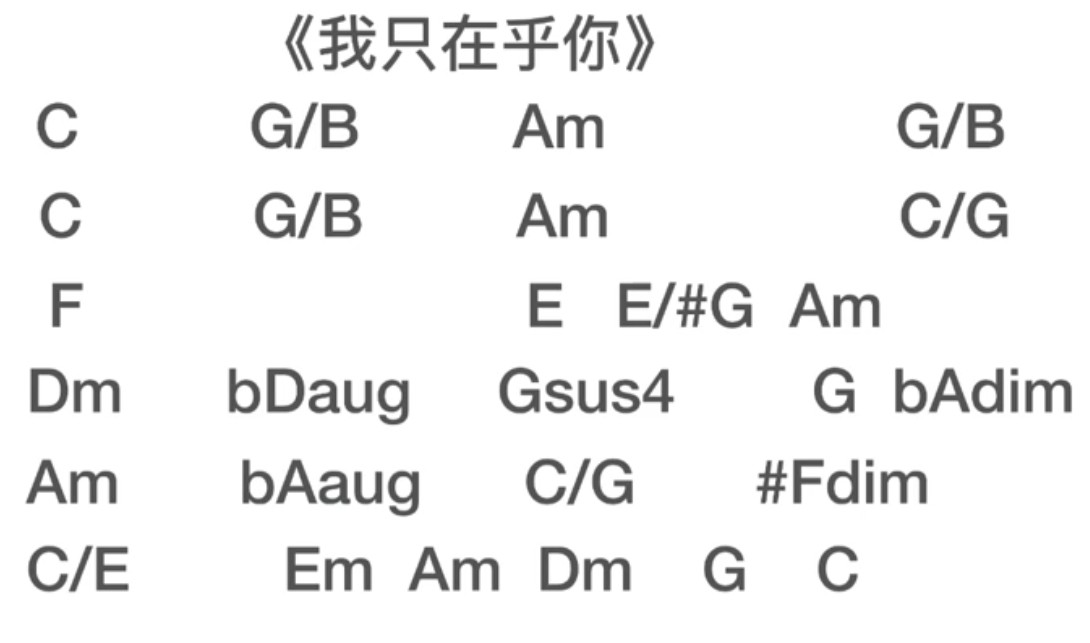 《我只在乎你》
C G/B Am G/B
C G/B Am C/G
F E E/#G Am
Dm bDaug Gsus4 G bAdim
Am bAaug C/G #Fdim
C/E Em Am Dm G C